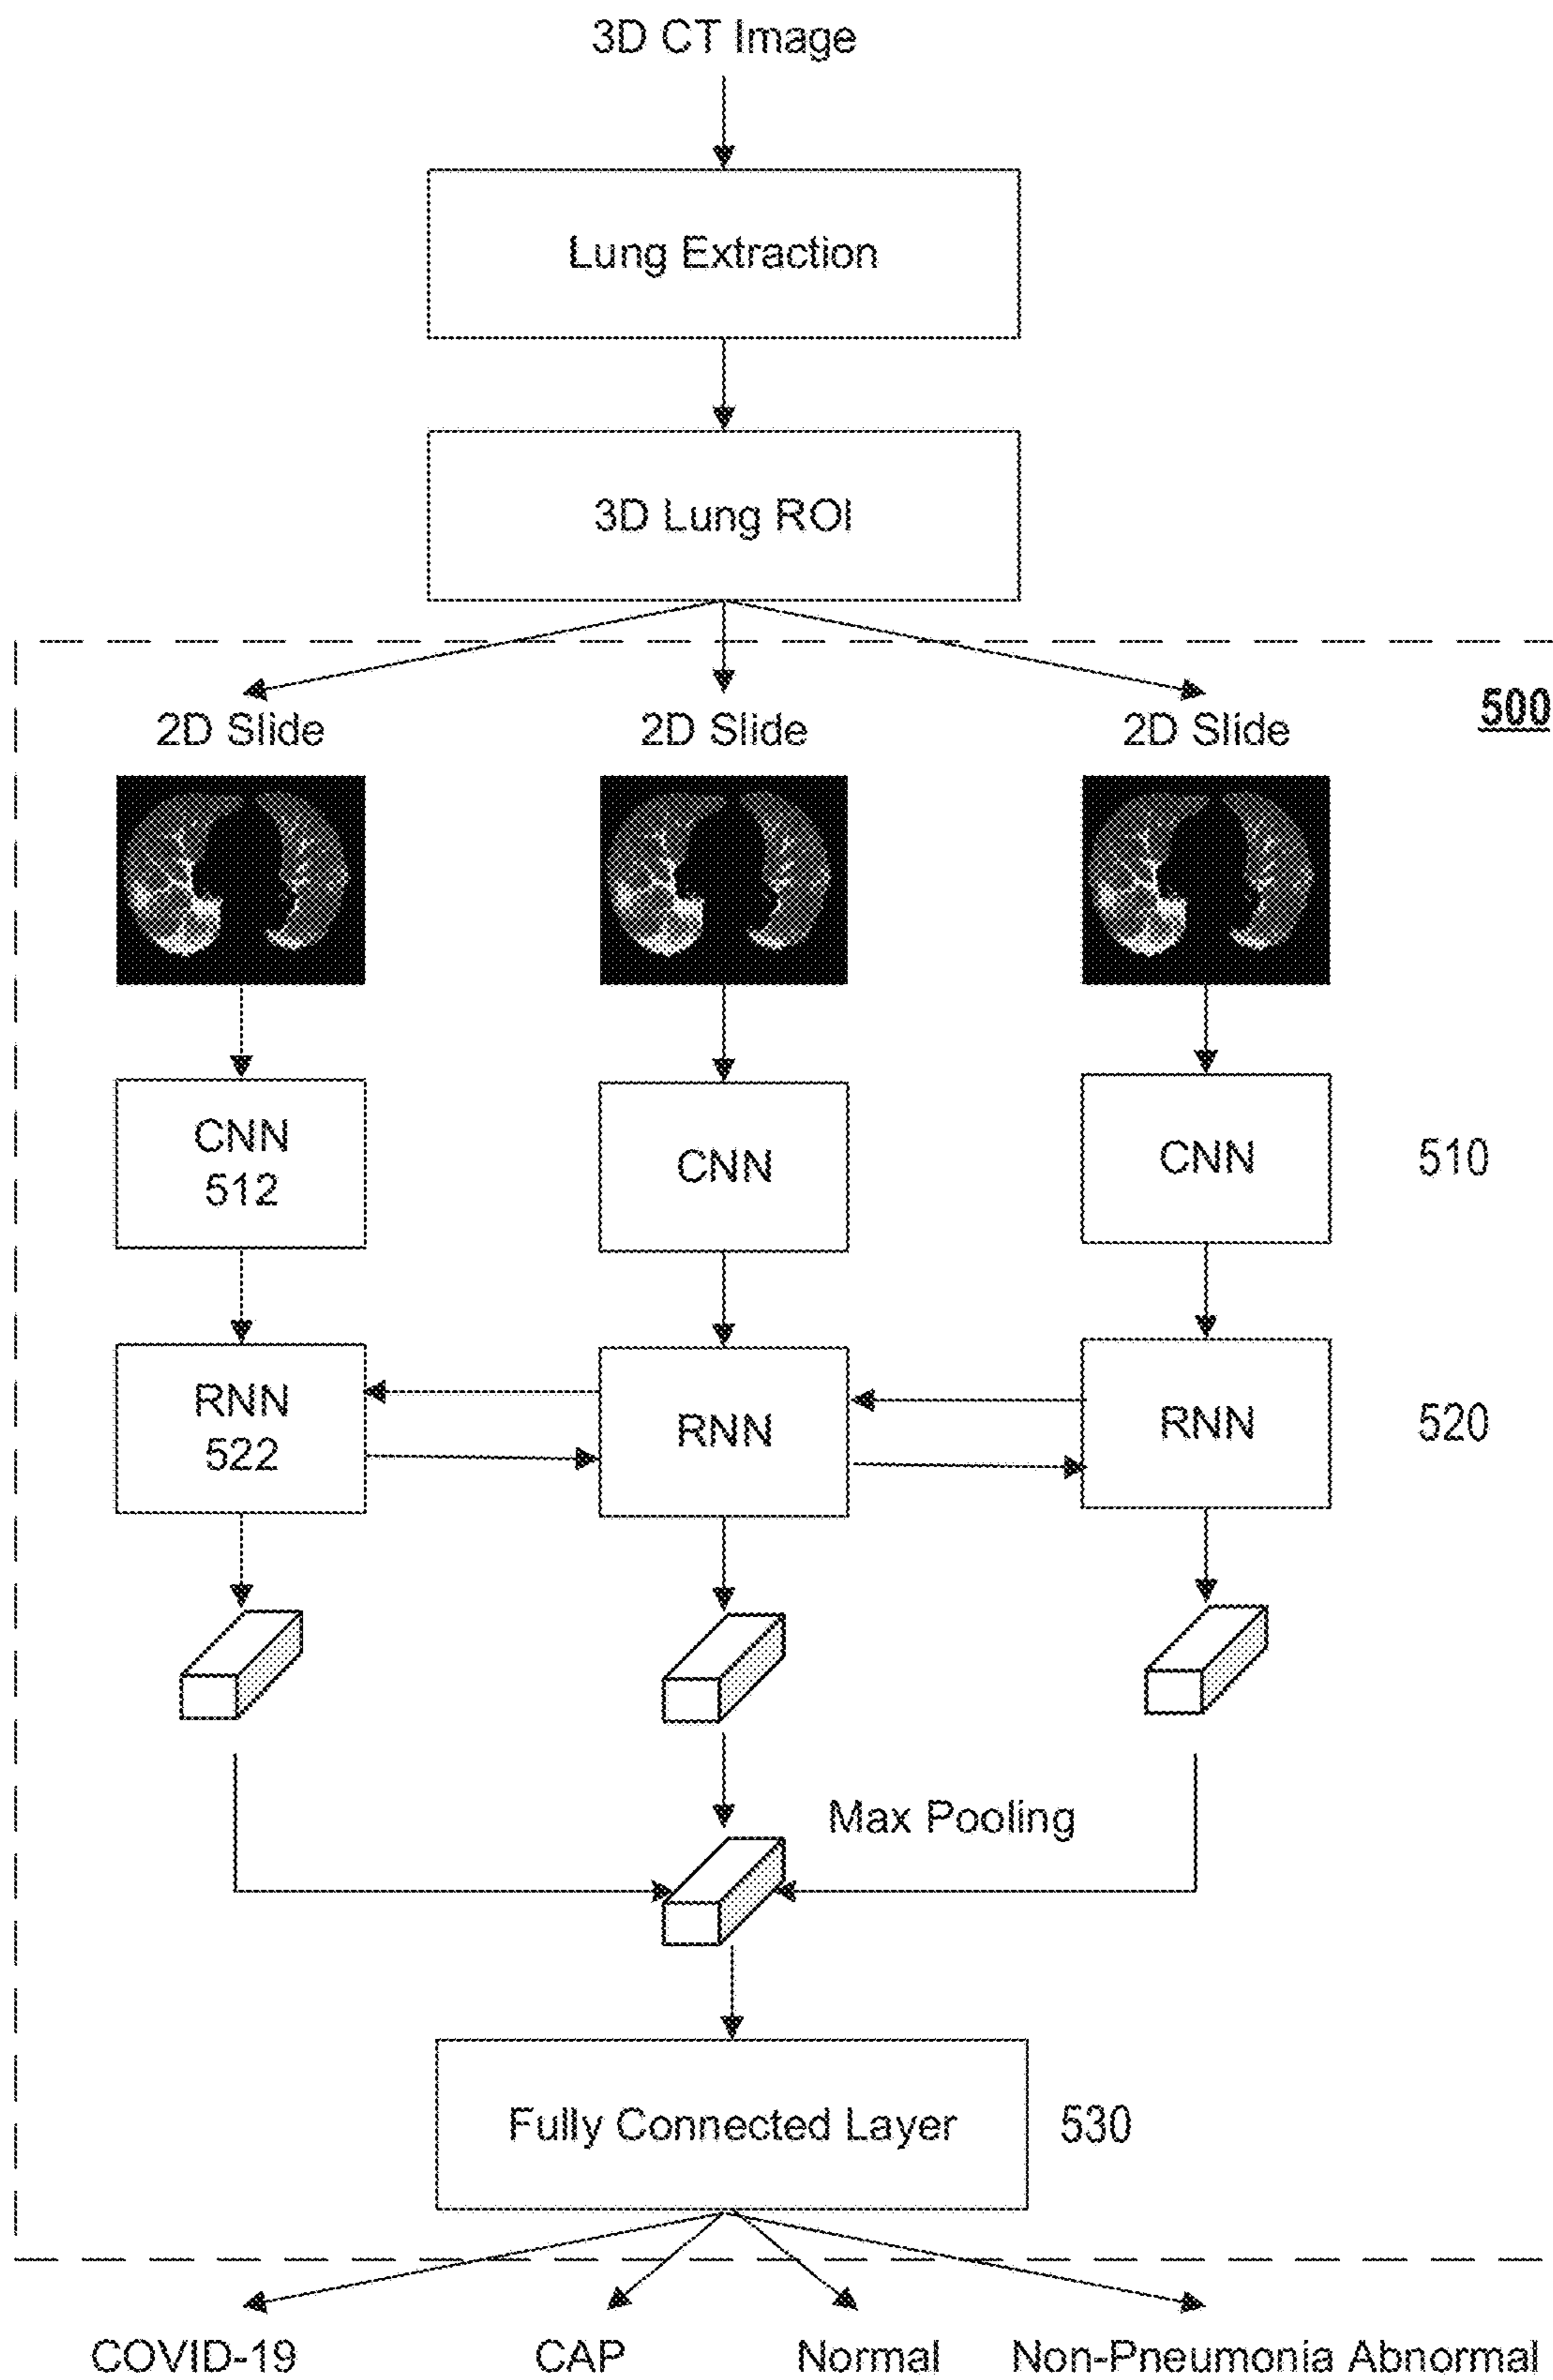 3D CT Image
Lung Extraction
3D Lung ROI
500
2D Slide
2D Slide
2D Slide
CNN
512
CNN
CNN
510
RNN
522
RNN
RNN
520
Max Pooling
Fully Connected Layer
530
COVID-19
CAP
Normal
Non-Pneumonia Abnormal